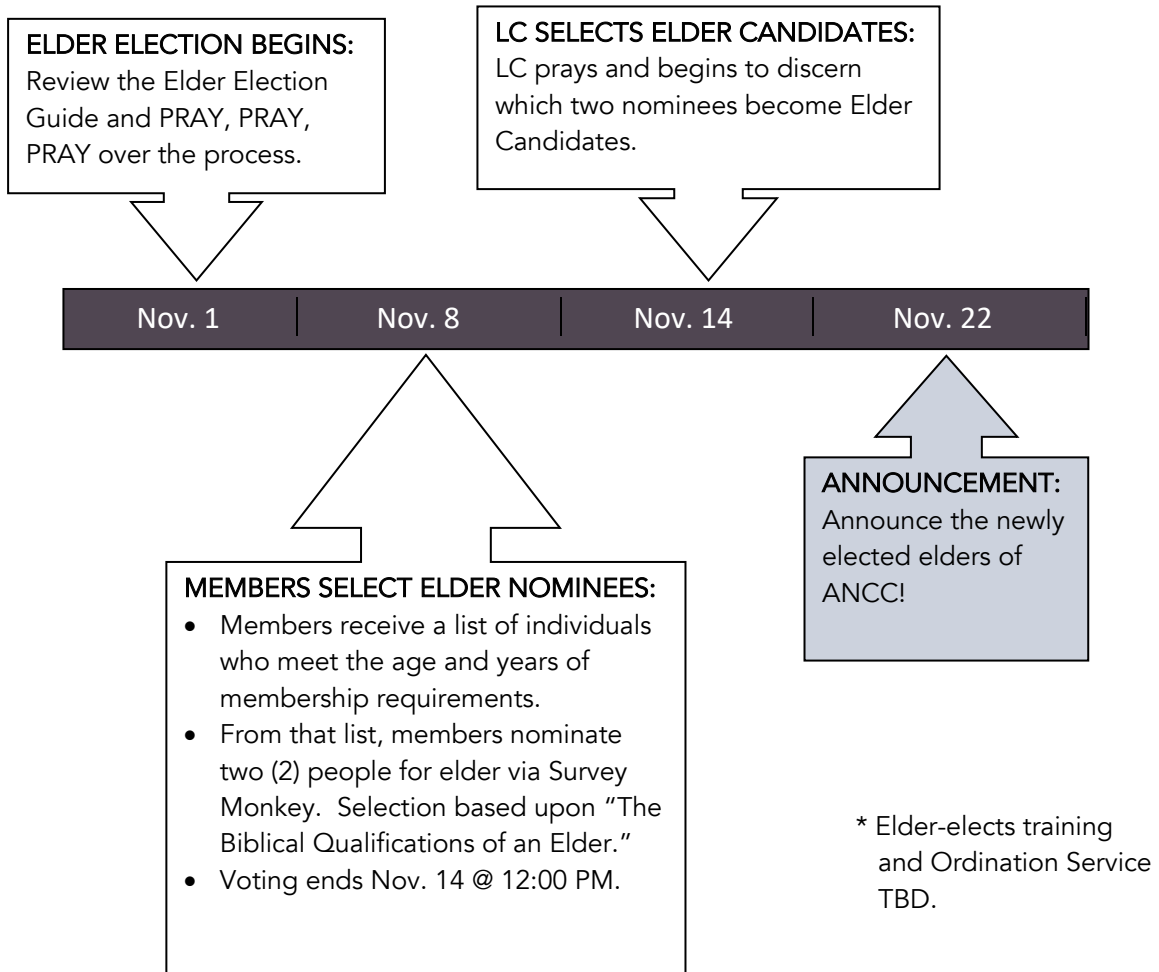 ELDER ELECTION BEGINS:
Review the Elder Election
Guide and PRAY, PRAY,
PRAY over the process.
LC SELECTS ELDER CANDIDATES:
LC prays and begins to discern
which two nominees become Elder
Candidates.
Nov. 1
Nov. 8
Nov. 14
Nov. 22
MEMBERS SELECT ELDER NOMINEES:
• Members receive a list of individuals
who meet the age and years of
membership requirements.
• From that list, members nominate
two (2) people for elder via Survey
Monkey. Selection based upon “The
Biblical Qualifications of an Elder.”
• Voting ends Nov. 14 @ 12:00 PM.
ANNOUNCEMENT:
Announce the newly
elected elders of
ANCC!
* Elder-elects training
and Ordination Service
TBD.